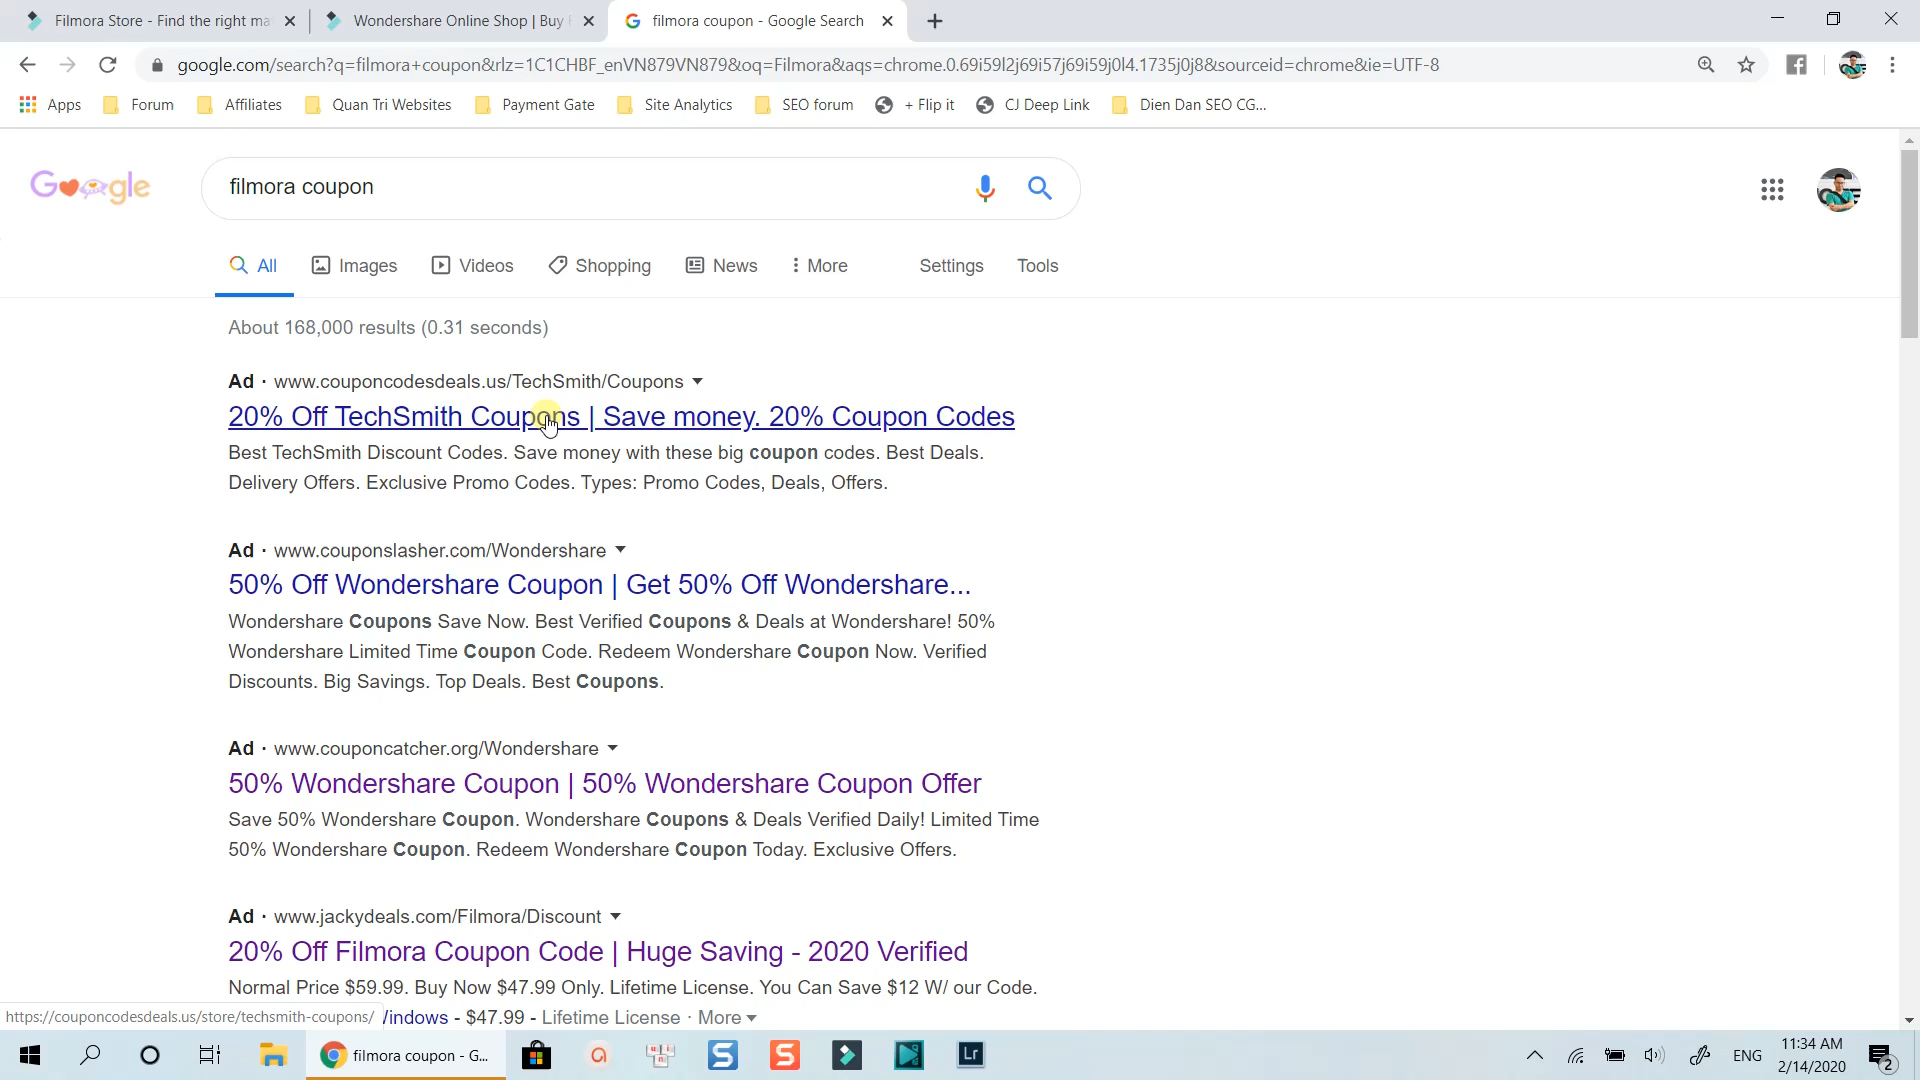 Filmora Store - Find the right ma
Wondershare Online Shop | Buy
filmora coupon - Google Search
google.com/search?q=filmora+coupon&rlz=1C1CHBF_enVN879VN879&oq=Filmora&aqs=chrome.0.69i59l2j69i57j69i59j0l4.1735j0j8&sourceid=chrome&ie=UTF-8
Apps Forum Affiliates Quan Tri Websites Payment Gate Site Analytics SEO forum + Flip it CJ Deep Link Dien Dan SEO CG...
Google
filmora coupon
All Images Videos Shopping News More Settings Tools
About 168,000 results (0.31 seconds)
Ad · www.couponcodesdeals.us/TechSmith/Coupons
20% Off TechSmith Coupons | Save money. 20% Coupon Codes
Best TechSmith Discount Codes. Save money with these big coupon codes. Best Deals.
Delivery Offers. Exclusive Promo Codes. Types: Promo Codes, Deals, Offers.
Ad · www.couponslasher.com/Wondershare
50% Off Wondershare Coupon | Get 50% Off Wondershare...
Wondershare Coupons Save Now. Best Verified Coupons & Deals at Wondershare! 50%
Wondershare Limited Time Coupon Code. Redeem Wondershare Coupon Now. Verified
Discounts. Big Savings. Top Deals. Best Coupons.
Ad · www.couponcatcher.org/Wondershare
50% Wondershare Coupon | 50% Wondershare Coupon Offer
Save 50% Wondershare Coupon. Wondershare Coupons & Deals Verified Daily! Limited Time
50% Wondershare Coupon. Redeem Wondershare Coupon Today. Exclusive Offers.
Ad · www.jackydeals.com/Filmora/Discount
20% Off Filmora Coupon Code | Huge Saving - 2020 Verified
Normal Price $59.99. Buy Now $47.99 Only. Lifetime License. You Can Save $12 W/ our Code.
https://couponcodesdeals.us/store/techsmith-coupons/ Windows - $47.99 - Lifetime License · More
filmora coupon - G...
S
S
Lr
ENG
11:34 AM
2/14/2020
2